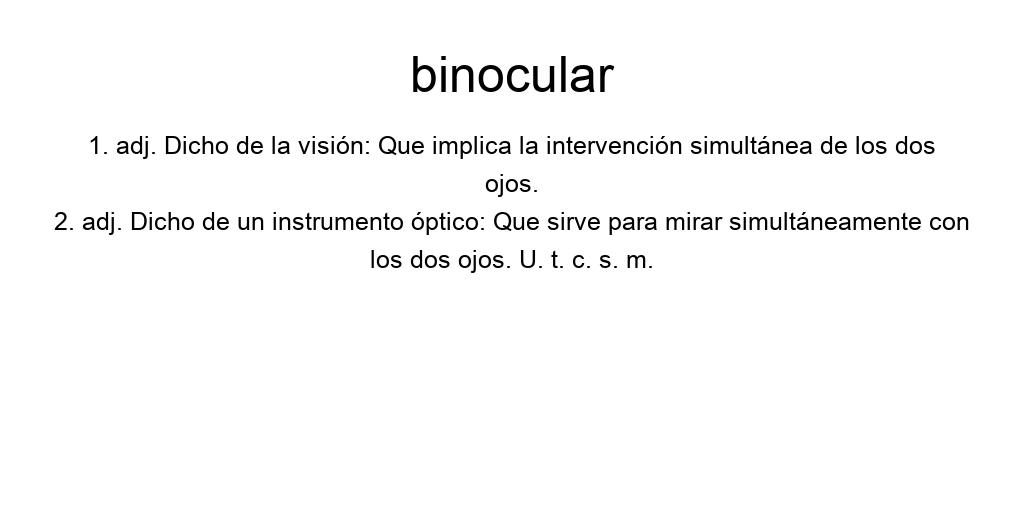 binocular
1. adj. Dicho de la visión: Que implica la intervención simultánea de los dos
ojos.
2. adj. Dicho de un instrumento óptico: Que sirve para mirar simultáneamente con
los dos ojos. U. t. c. s. m.